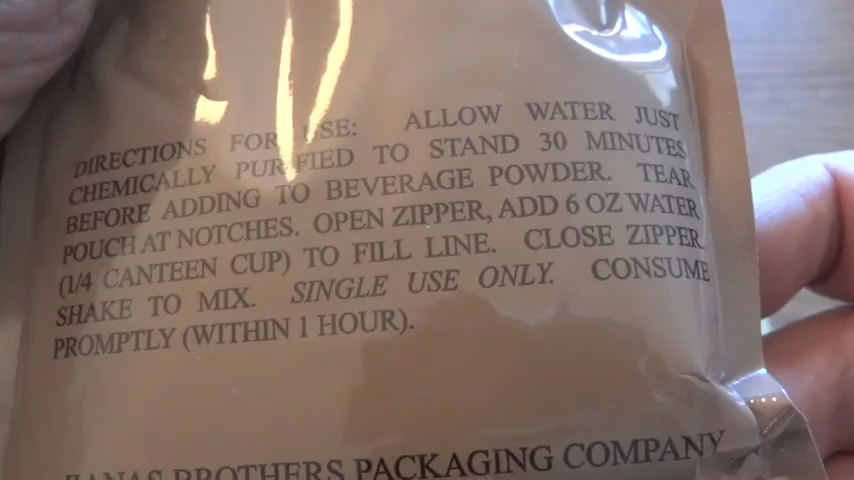 DIRECTIONS FOR USE: ALLOW WATER JUST
CHEMICALLY PURIFIED TO STAND 30 MINUTES
BEFORE ADDING TO BEVERAGE POWDER. TEAR
POUCH AT NOTCHES. OPEN ZIPPER, ADD 6 OZ WATER
(1/4 CANTEEN CUP) TO FILL LINE. CLOSE ZIPPER.
SHAKE TO MIX. SINGLE USE ONLY. CONSUME
PROMPTLY (WITHIN 1 HOUR).
BROTHERS PACKAGING COMPANY